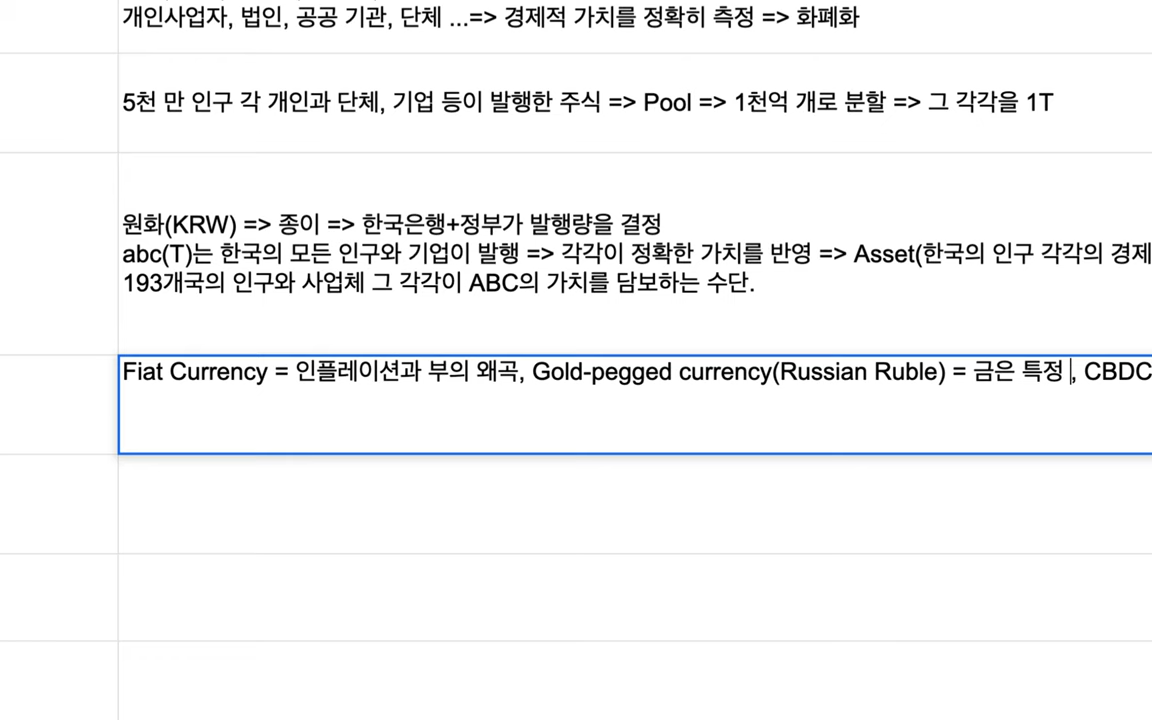 개인사업자, 법인, 공공 기관, 단체 ...=> 경제적 가치를 정확히 측정 => 화폐화
5천 만 인구 각 개인과 단체, 기업 등이 발행한 주식 => Pool => 1천억 개로 분할 => 그 각각을 1T
원화(KRW) => 종이 => 한국은행+정부가 발행량을 결정
abc(T)는 한국의 모든 인구와 기업이 발행 => 각각이 정확한 가치를 반영 => Asset(한국의 인구 각각의 경제
193개국의 인구와 사업체 그 각각이 ABC의 가치를 담보하는 수단.
Fiat Currency = 인플레이션과 부의 왜곡, Gold-pegged currency(Russian Ruble) = 금은 특정 , CBDC